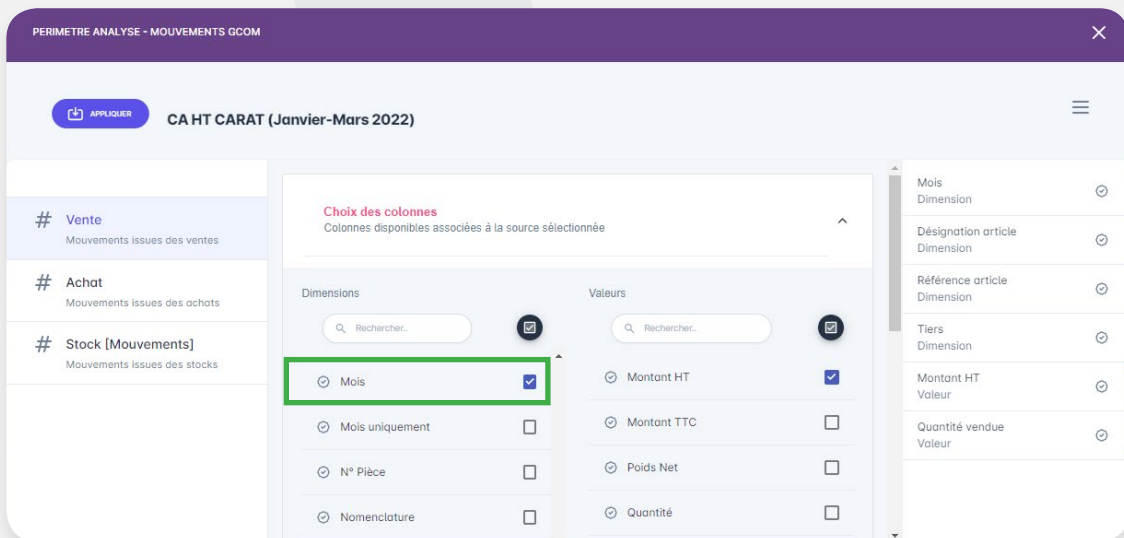 PERIMETRE ANALYSE - MOUVEMENTS GCOM
APPLIQUER
CA HT CARAT (Janvier-Mars 2022)
# Vente
Mouvements issues des ventes
# Achat
Mouvements issues des achats
# Stock [Mouvements]
Mouvements issues des stocks
Choix des colonnes
Colonnes disponibles associées à la source sélectionnée
Dimensions
Rechercher..
Mois
Mois uniquement
N° Pièce
Nomenclature
Valeurs
Rechercher..
Montant HT
Montant TTC
Poids Net
Quantité
Mois
Dimension
Désignation article
Dimension
Référence article
Dimension
Tiers
Dimension
Montant HT
Valeur
Quantité vendue
Valeur